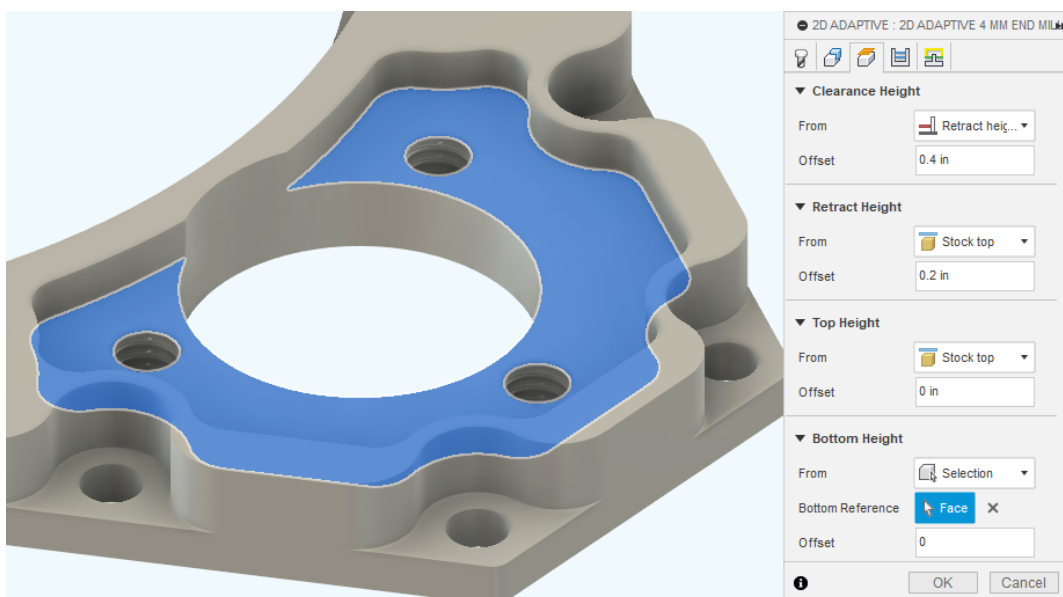 2D ADAPTIVE : 2D ADAPTIVE 4 MM END MILL
Clearance Height
From Retract heig...
Offset 0.4 in
Retract Height
From Stock top
Offset 0.2 in
Top Height
From Stock top
Offset 0 in
Bottom Height
From Selection
Bottom Reference Face
Offset 0
OK Cancel